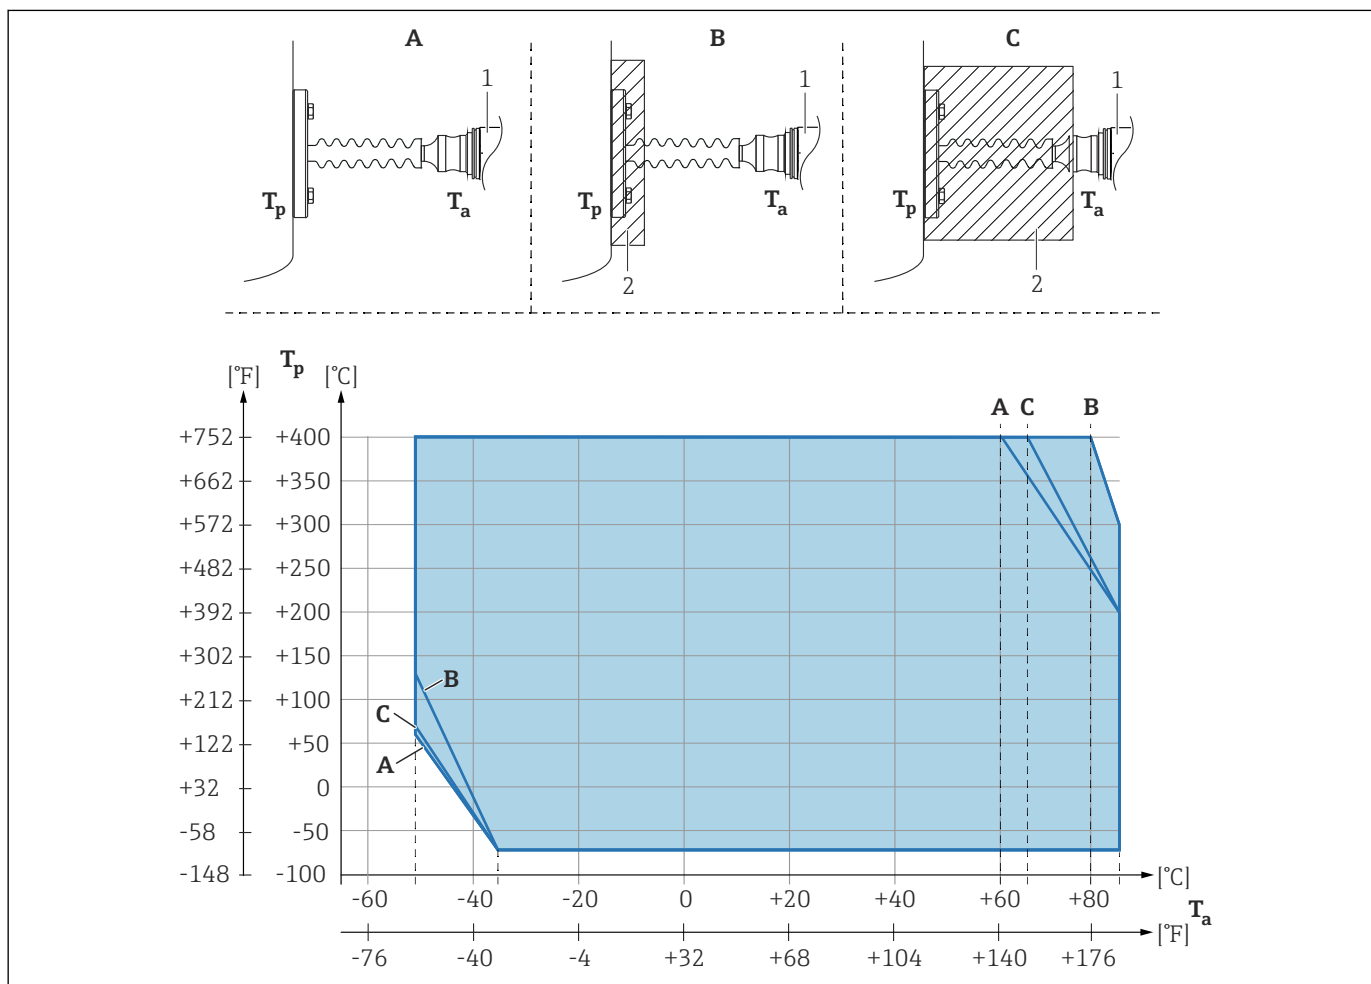 A B C
1 1 1
Tp Ta Tp Ta Tp Ta
2 2
[°F] Tp [°C]
A C B
+752 +400
+662 +350
+572 +300
+482 +250
+392 +200
+302 +150
B
+212 +100
C
+122 +50
A
+32 0
-58 -50
-148 -100
[°C]
-60 -40 -20 0 +20 +40 +60 +80
Ta
[°F]
-76 -40 -4 +32 +68 +104 +140 +176